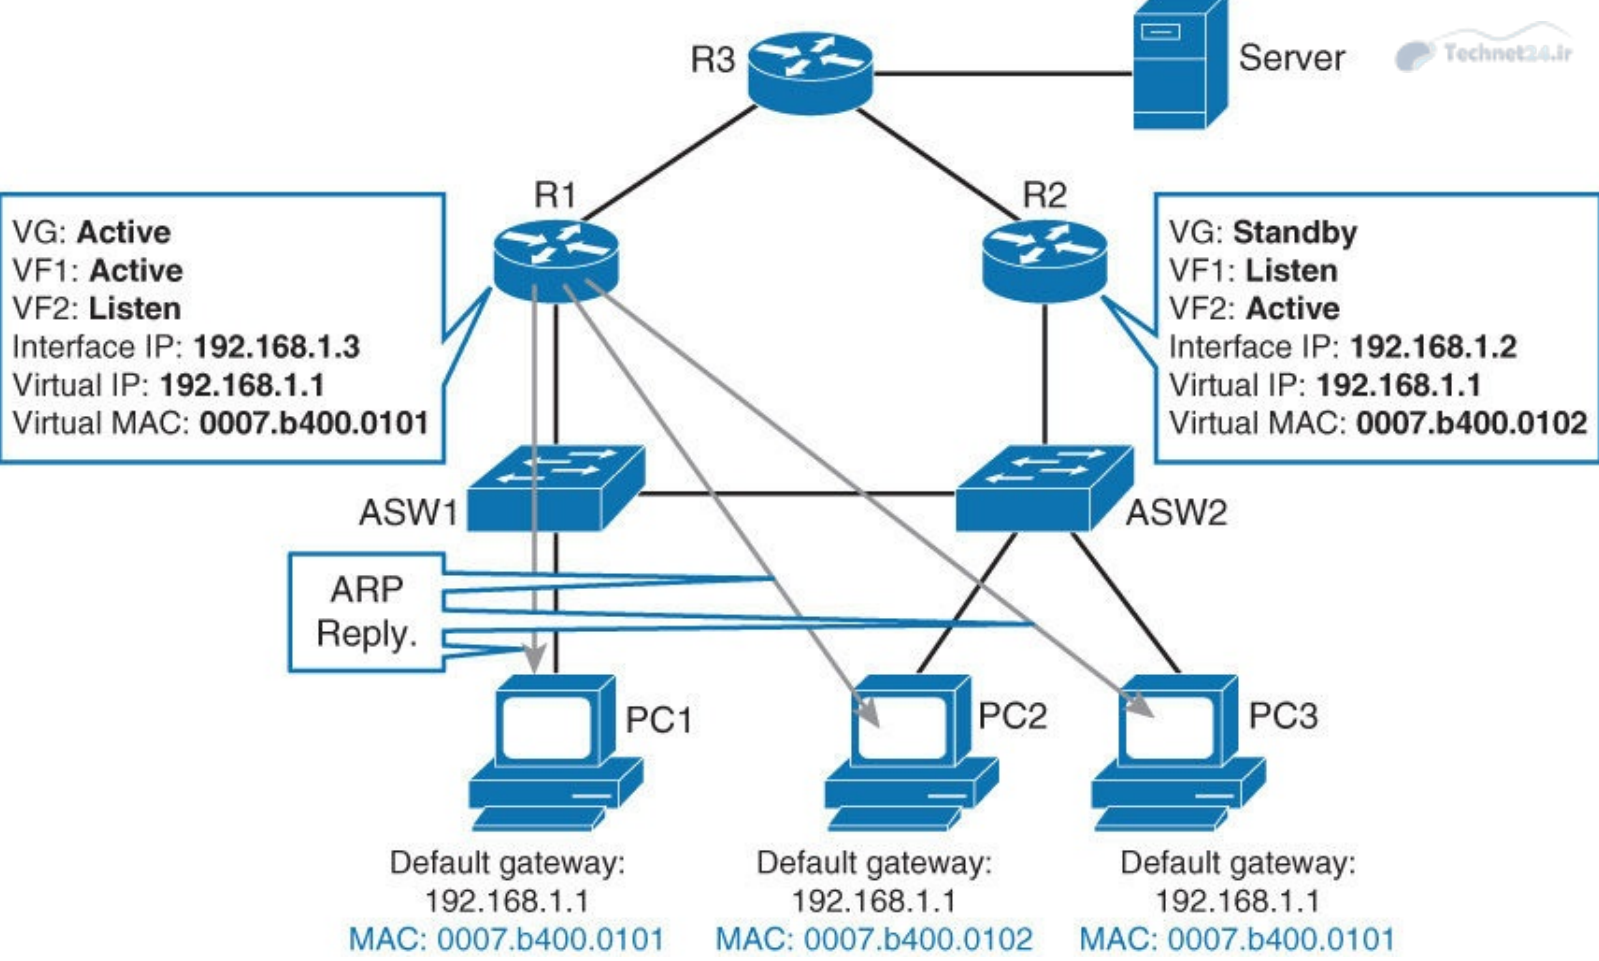 R3
Server
Technet24.ir
R1
R2
VG: Active
VF1: Active
VF2: Listen
Interface IP: 192.168.1.3
Virtual IP: 192.168.1.1
Virtual MAC: 0007.b400.0101
VG: Standby
VF1: Listen
VF2: Active
Interface IP: 192.168.1.2
Virtual IP: 192.168.1.1
Virtual MAC: 0007.b400.0102
ASW1
ASW2
ARP
Reply.
PC1
PC2
PC3
Default gateway:
192.168.1.1
MAC: 0007.b400.0101
Default gateway:
192.168.1.1
MAC: 0007.b400.0102
Default gateway:
192.168.1.1
MAC: 0007.b400.0101